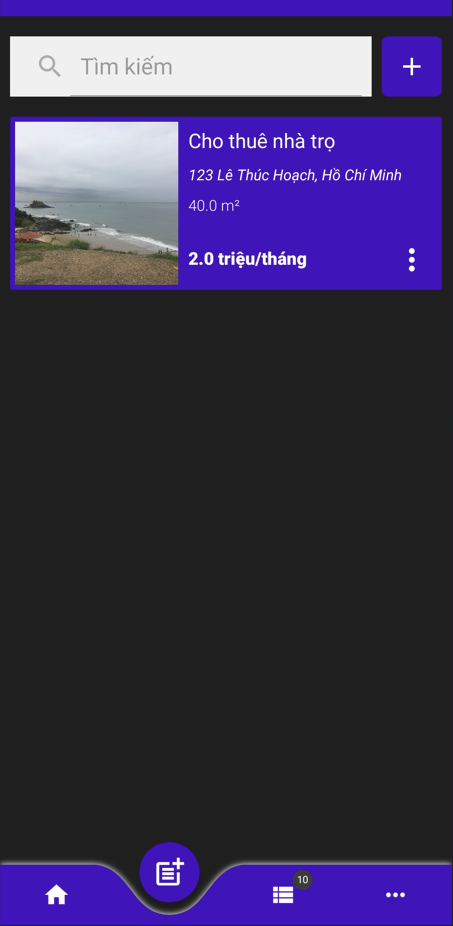 Tìm kiếm
Cho thuê nhà trọ
123 Lê Thúc Hoạch, Hồ Chí Minh
40.0 m²
2.0 triệu/tháng
10